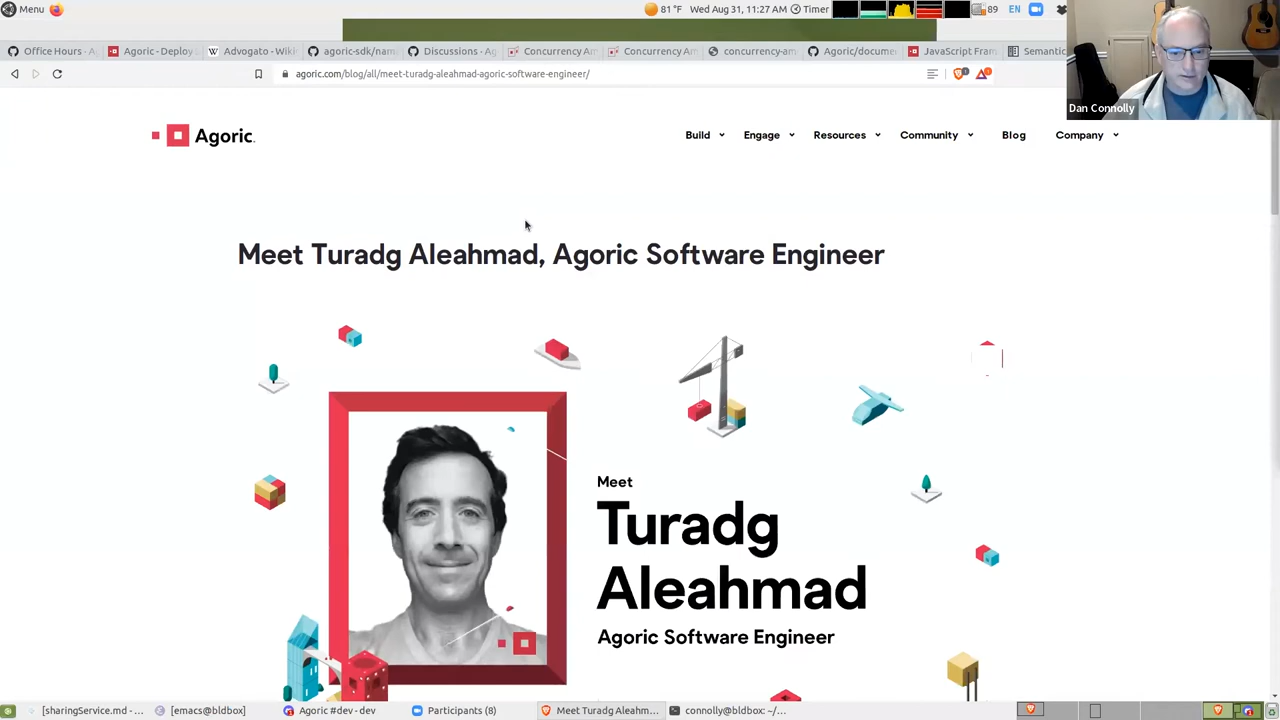 Menu
81 °F Wed Aug 31, 11:27 AM Timer 89 EN
Office Hours - A Agoric - Deploy Advogato - Wiki agoric-sdk/nam Discussions - Ag Concurrency Am Concurrency Am concurrency-am Agoric/docume JavaScript Fram Semantic
agoric.com/blog/all/meet-turadg-aleahmad-agoric-software-engineer/
Dan Connolly
Agoric
Build Engage Resources Community Blog Company
Meet Turadg Aleahmad, Agoric Software Engineer
Meet
Turadg
Aleahmad
Agoric Software Engineer
[sharing-service.md - ... [emacs@bldbox] Agoric #dev - dev Participants (8) Meet Turadg Aleahm... connolly@bldbox: ~/...